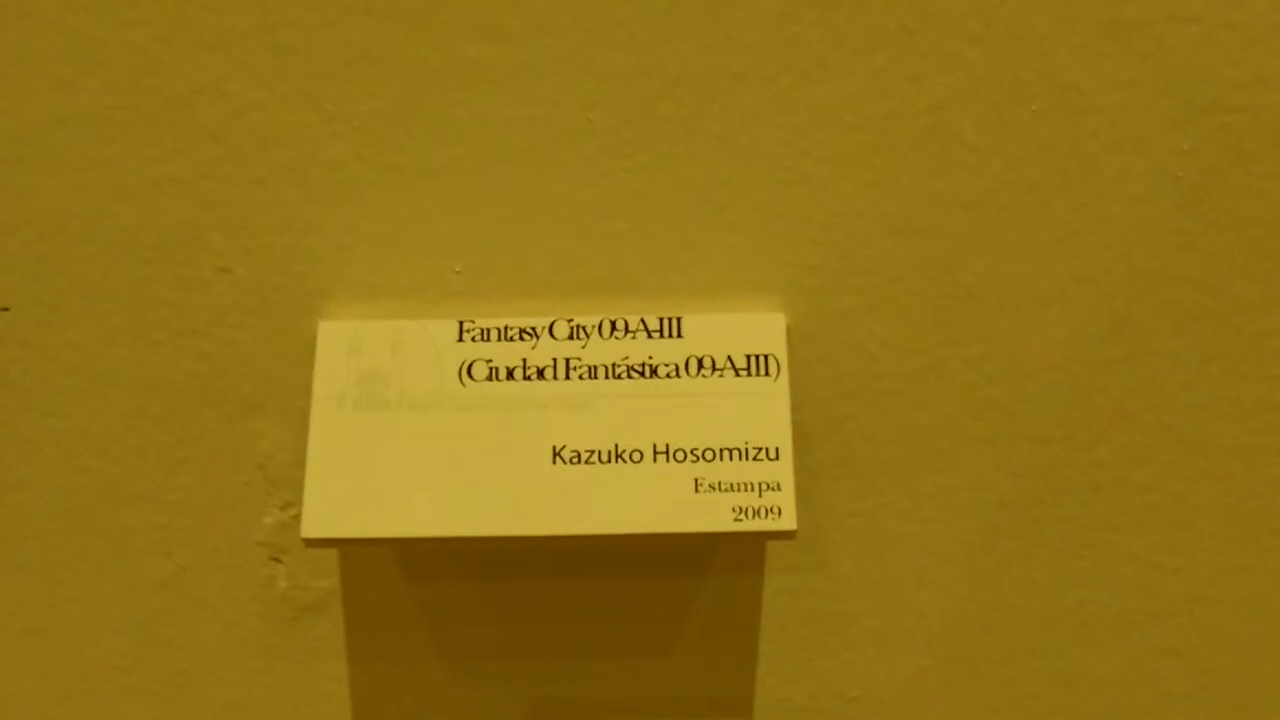 Fantasy City 09-A-III
(Ciudad Fantástica 09-A-III)
Kazuko Hosomizu
Estampa
2009